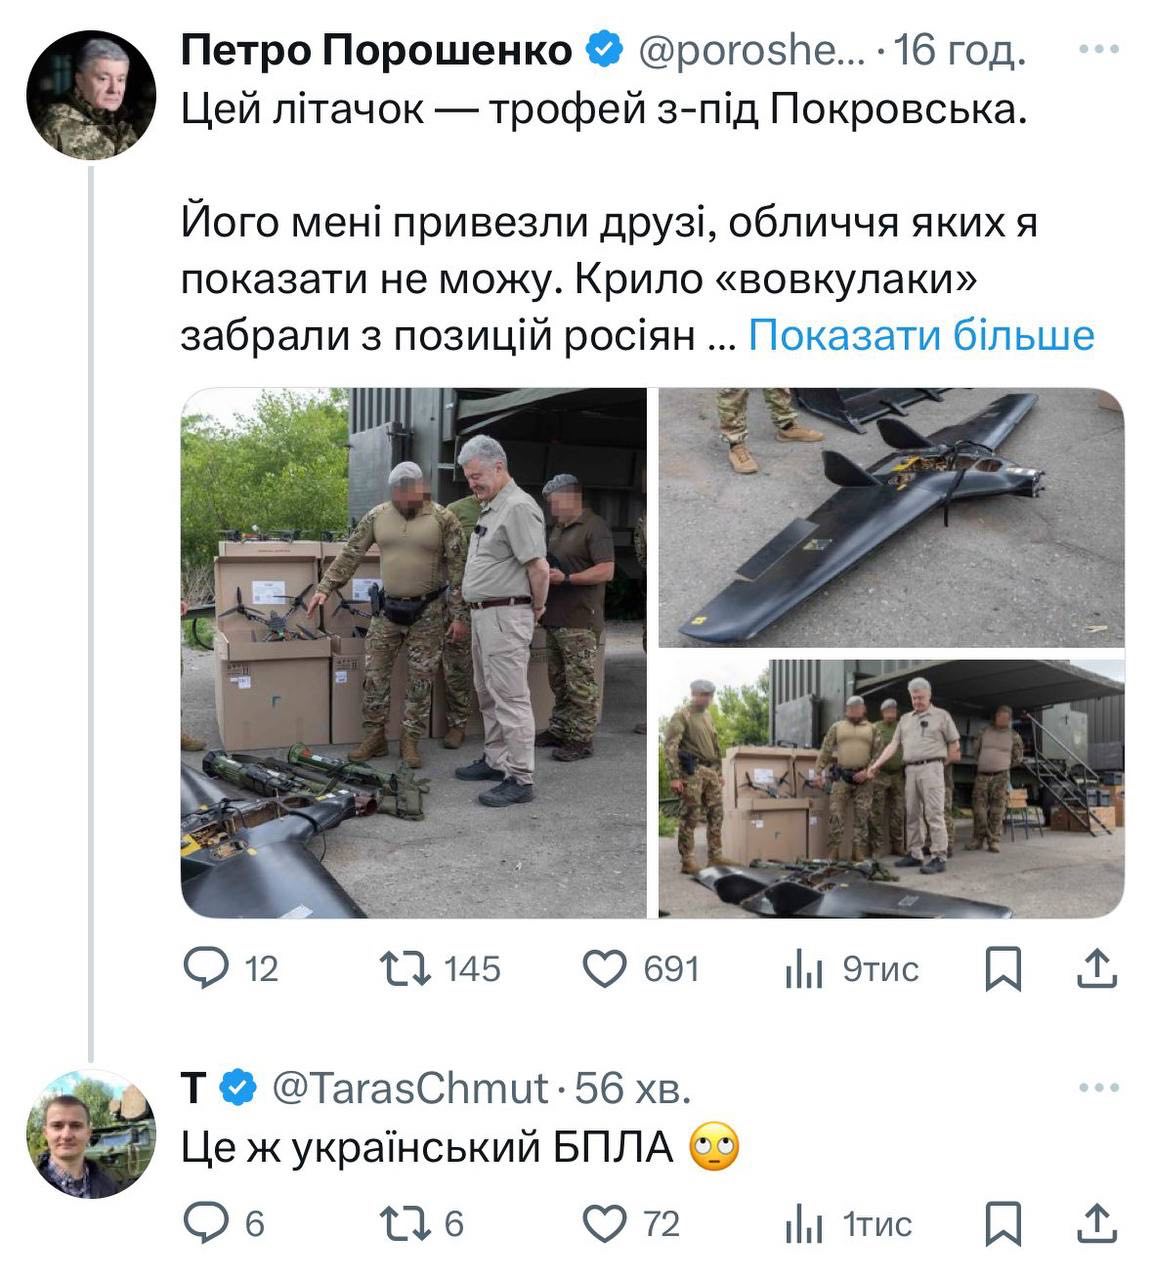 Петро Порошенко @poroshe... · 16 год.
Цей літачок — трофей з-під Покровська.
Його мені привезли друзі, обличчя яких я
показати не можу. Крило «вовкулаки»
забрали з позицій росіян ... Показати більше
12 145 691 9тис
T @TarasChmut · 56 хв.
Це ж український БПЛА 🙄
6 6 72 1тис